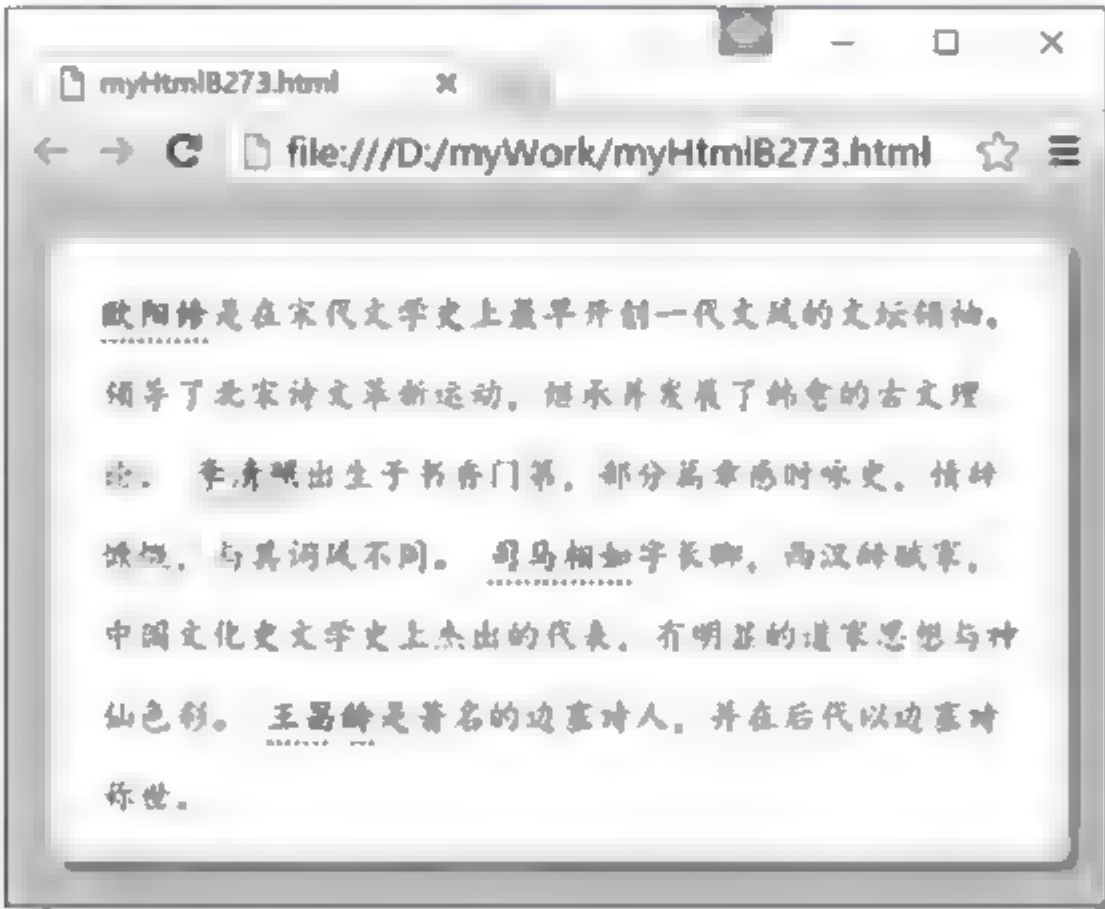 myHtmlB273.html
file:///D:/myWork/myHtmlB273.html
欧阳修是在宋代文学史上最早开创一代文风的文坛领袖。
领导了北宋诗文革新运动，继承并发展了韩愈的古文理
论。 李清照出生于书香门第，部分篇章感时咏史，情辞
慷慨，与其词风不同。 司马相如字长卿，西汉辞赋家，
中国文化史文学史上杰出的代表，有明显的道家思想与神
仙色彩。 王昌龄是著名的边塞诗人，并在后代以边塞诗
称世。